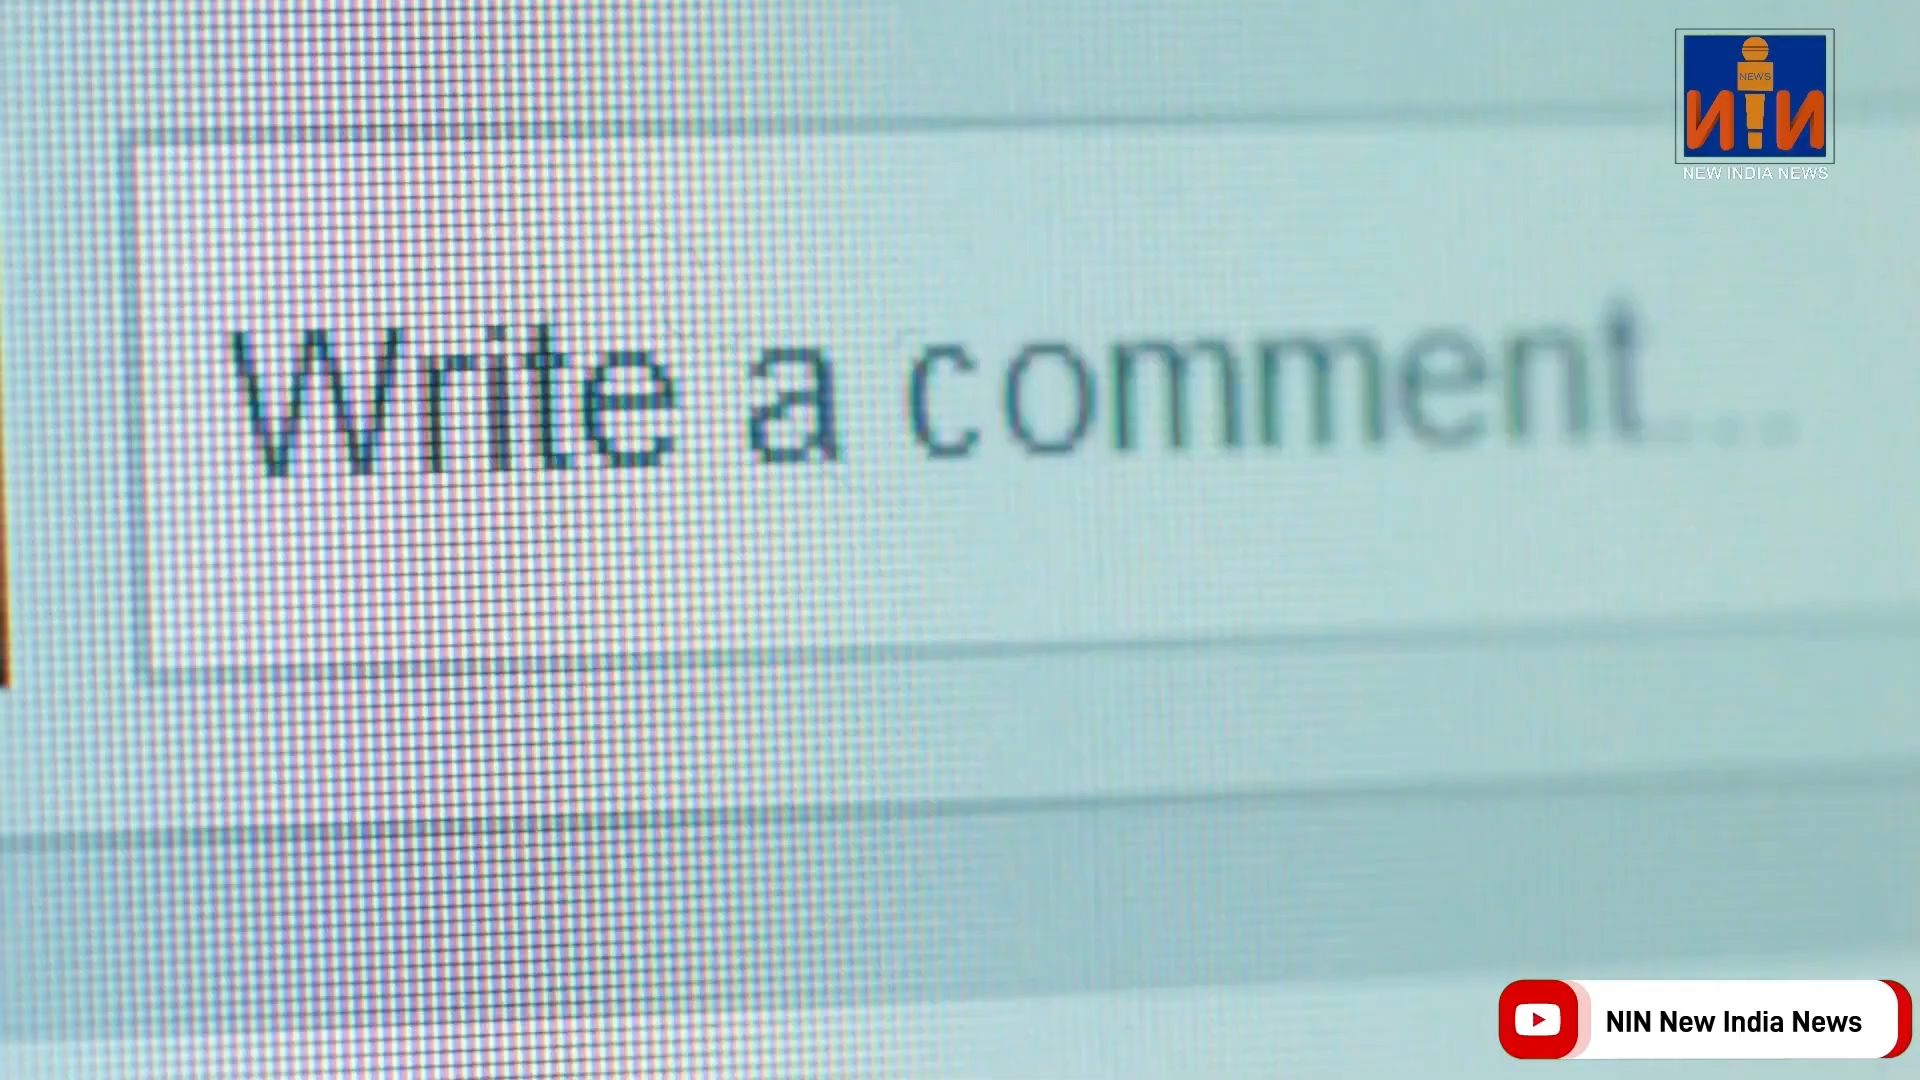 NEWS
NIN
NEW INDIA NEWS
Write a comment...
NIN New India News